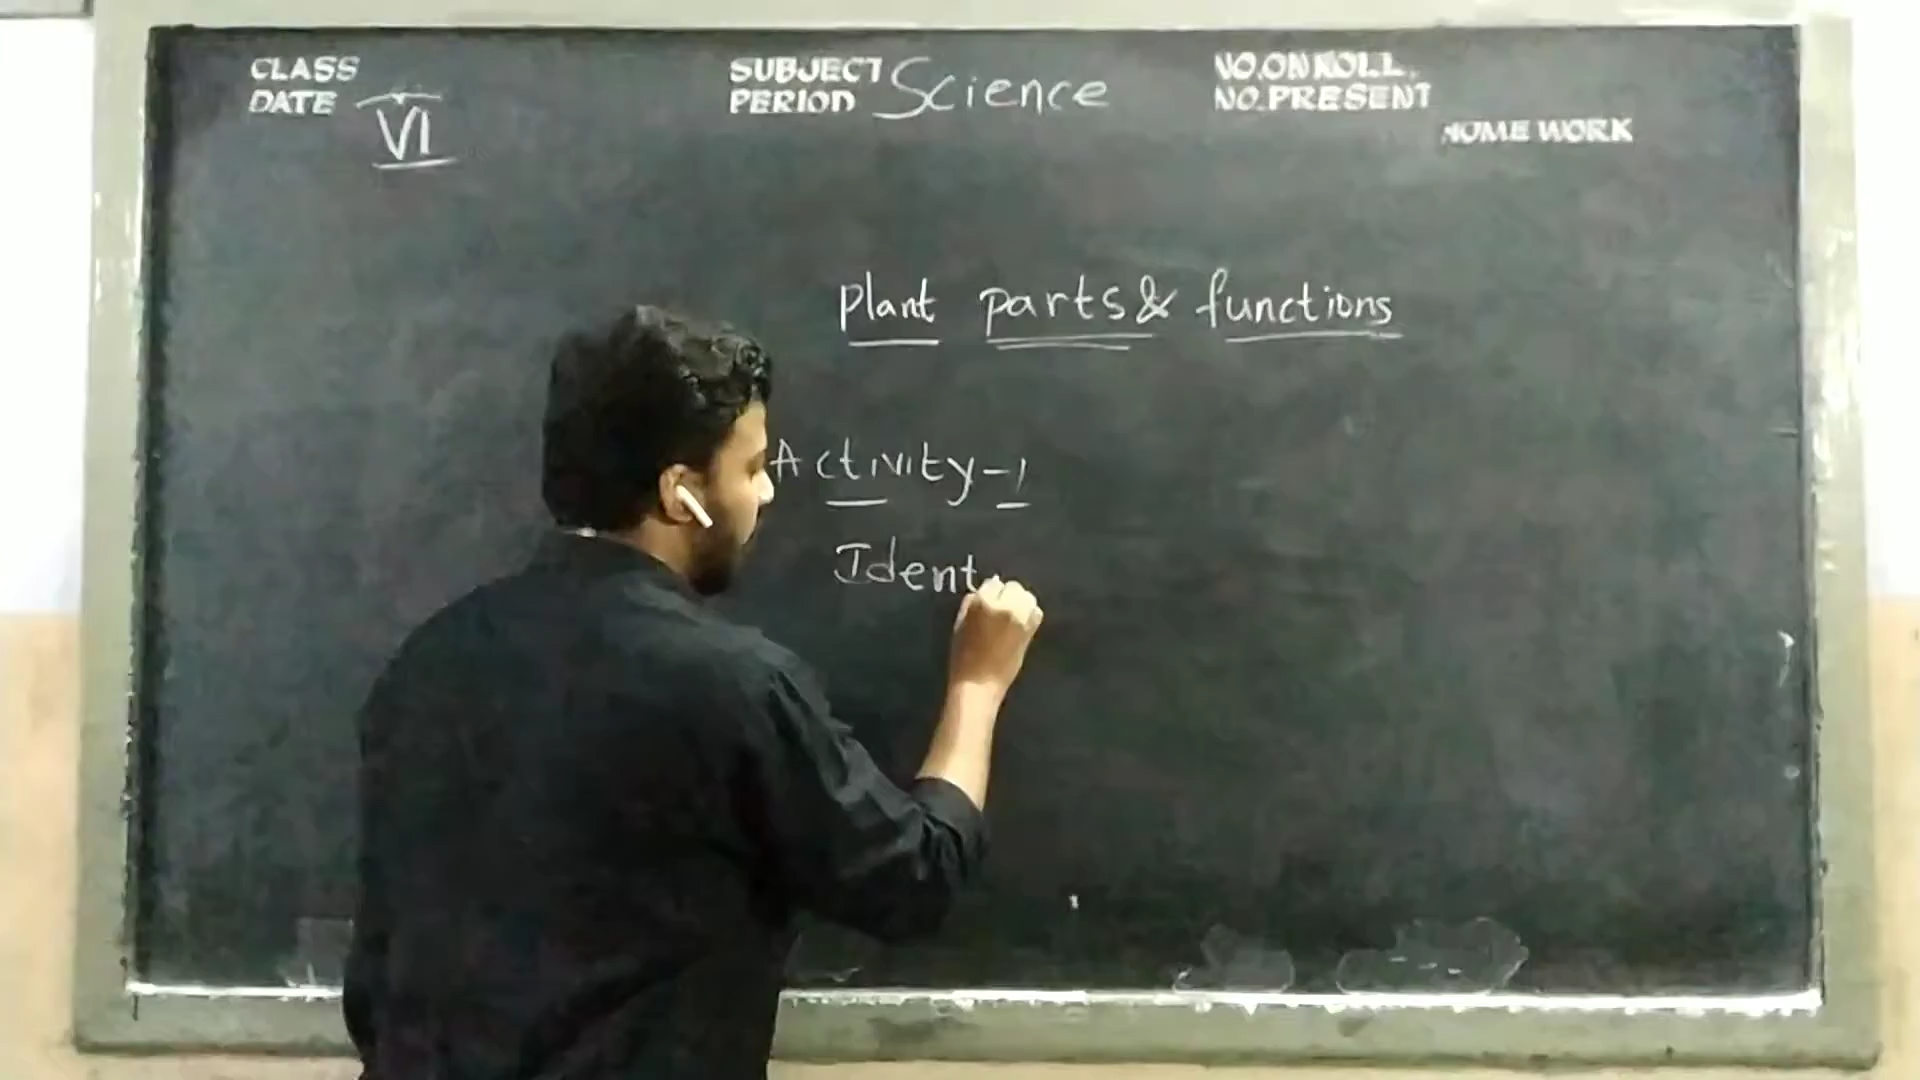 CLASS
DATE VI
SUBJECT Science
PERIOD
NO.ON ROLL.
NO.PRESENT
HOME WORK
Plant parts & functions
Activity-1
Ident